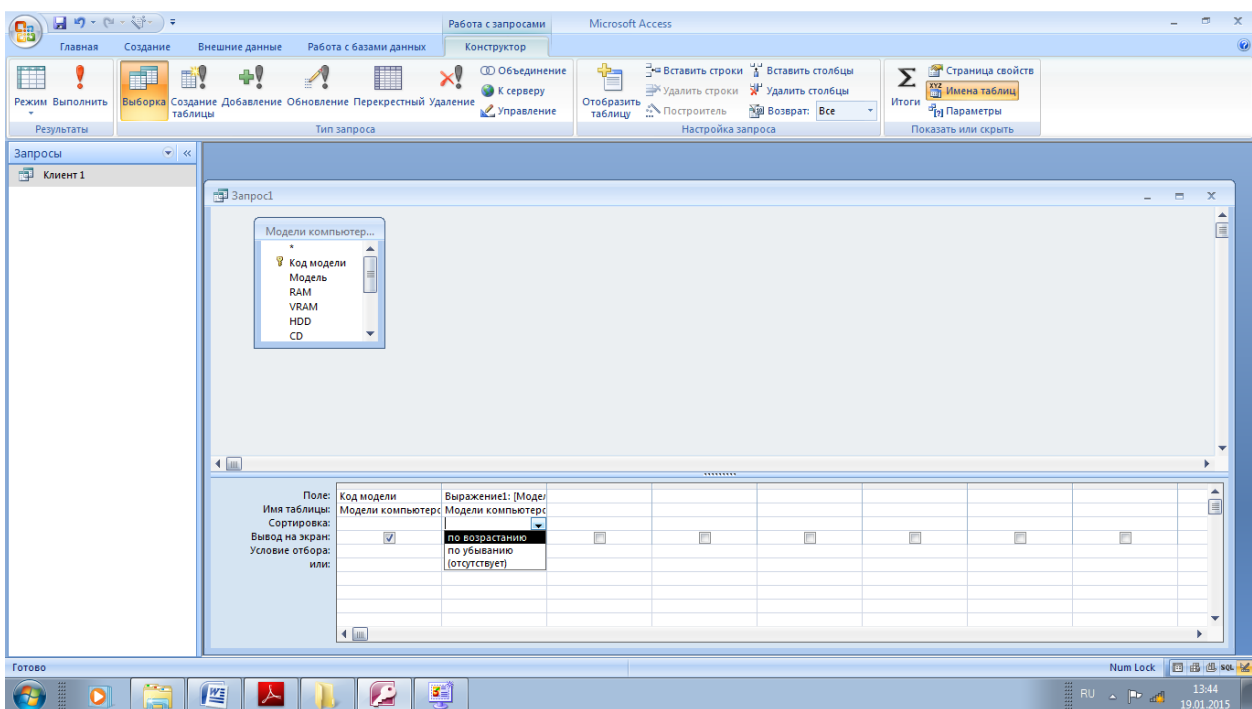 Работа с запросами
Microsoft Access
Главная
Создание
Внешние данные
Работа с базами данных
Конструктор
Режим
Выполнить
Результаты
Выборка
Создание таблицы
Добавление
Обновление
Перекрестный
Удаление
Объединение
К серверу
Управление
Тип запроса
Отобразить таблицу
Вставить строки
Удалить строки
Построитель
Вставить столбцы
Удалить столбцы
Возврат: Все
Настройка запроса
Итоги
Страница свойств
Имена таблиц
Параметры
Показать или скрыть
Запросы
Клиент 1
Запрос1
Модели компьютер...
*
Код модели
Модель
RAM
VRAM
HDD
CD
Поле: Код модели Выражение1: [Модел
Имя таблицы: Модели компьютерс Модели компьютерс
Сортировка:
Вывод на экран:
Условие отбора:
или:
по возрастанию
по убыванию
(отсутствует)
Готово
Num Lock
SQL
RU
13:44
19.01.2015